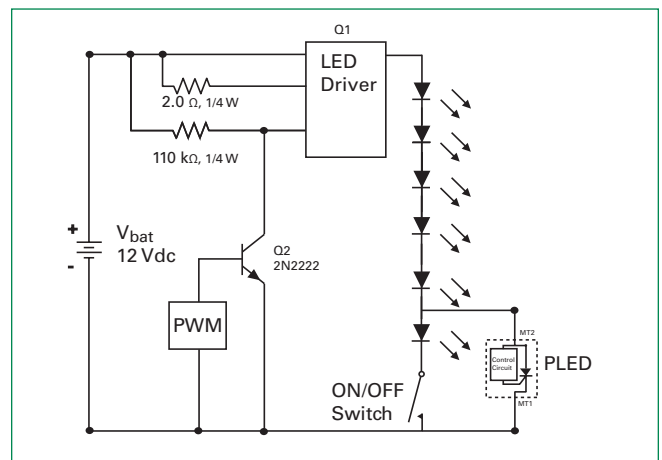 Q1
LED
Driver
2.0 Ω, 1/4 W
110 kΩ, 1/4 W
+
Vbat
12 Vdc
-
Q2
2N2222
PWM
MT2
Control
Circuit
PLED
MT1
ON/OFF
Switch